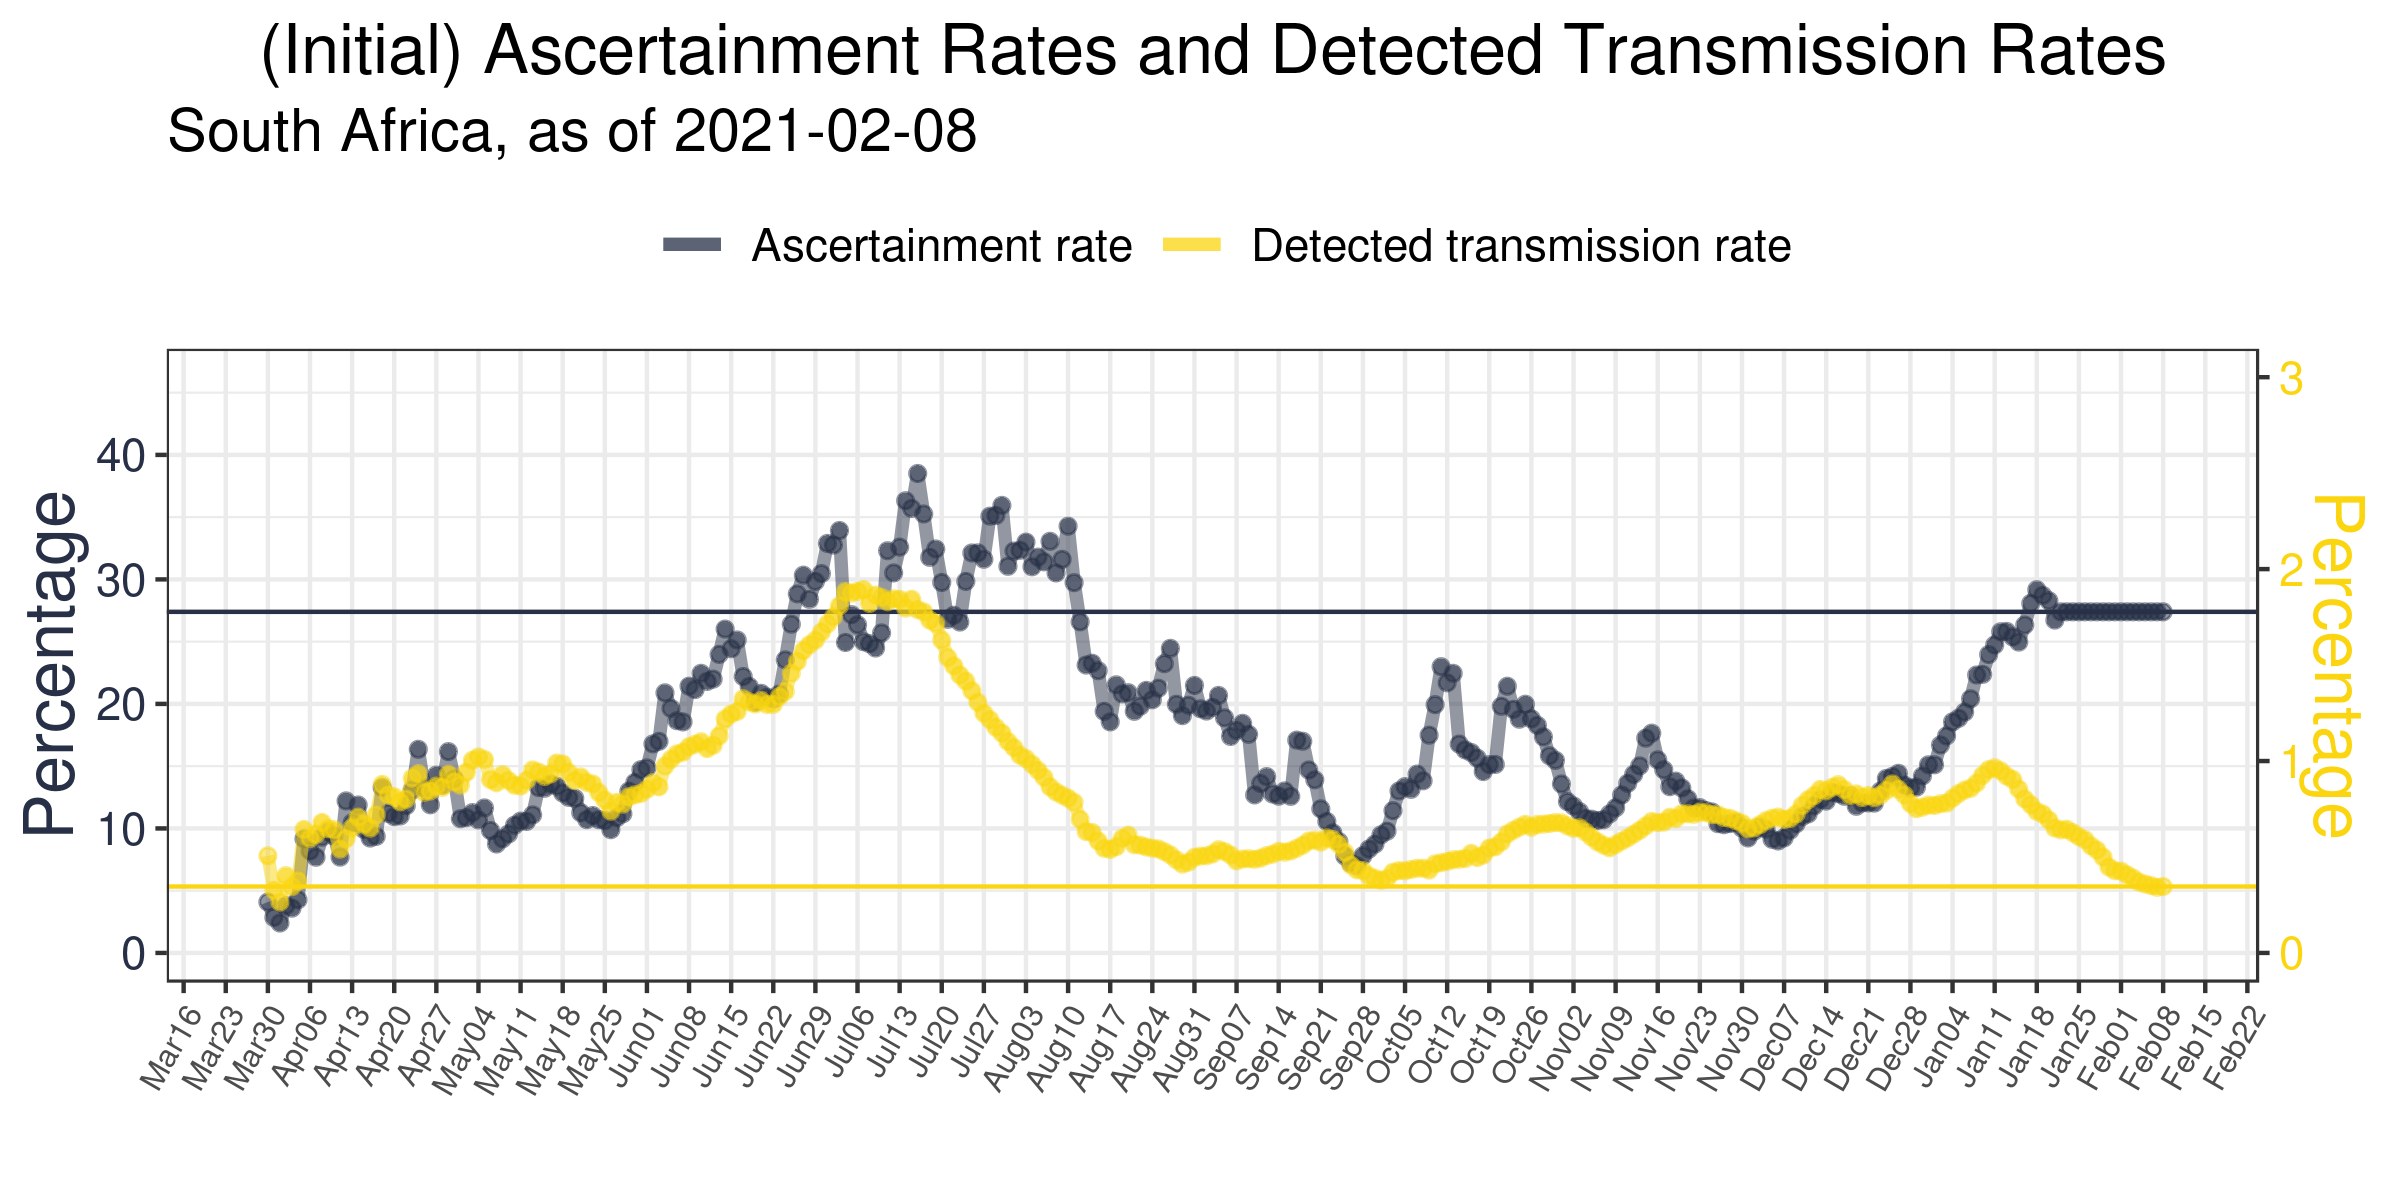 (Initial) Ascertainment Rates and Detected Transmission Rates
South Africa, as of 2021-02-08
Ascertainment rate
Detected transmission rate
Percentage
40
30
20
10
0
3
2
1
0
Percentage
Mar16
Mar23
Mar30
Apr06
Apr13
Apr20
Apr27
May04
May11
May18
May25
Jun01
Jun08
Jun15
Jun22
Jun29
Jul06
Jul13
Jul20
Jul27
Aug03
Aug10
Aug17
Aug24
Aug31
Sep07
Sep14
Sep21
Sep28
Oct05
Oct12
Oct19
Oct26
Nov02
Nov09
Nov16
Nov23
Nov30
Dec07
Dec14
Dec21
Dec28
Jan04
Jan11
Jan18
Jan25
Feb01
Feb08
Feb15
Feb22